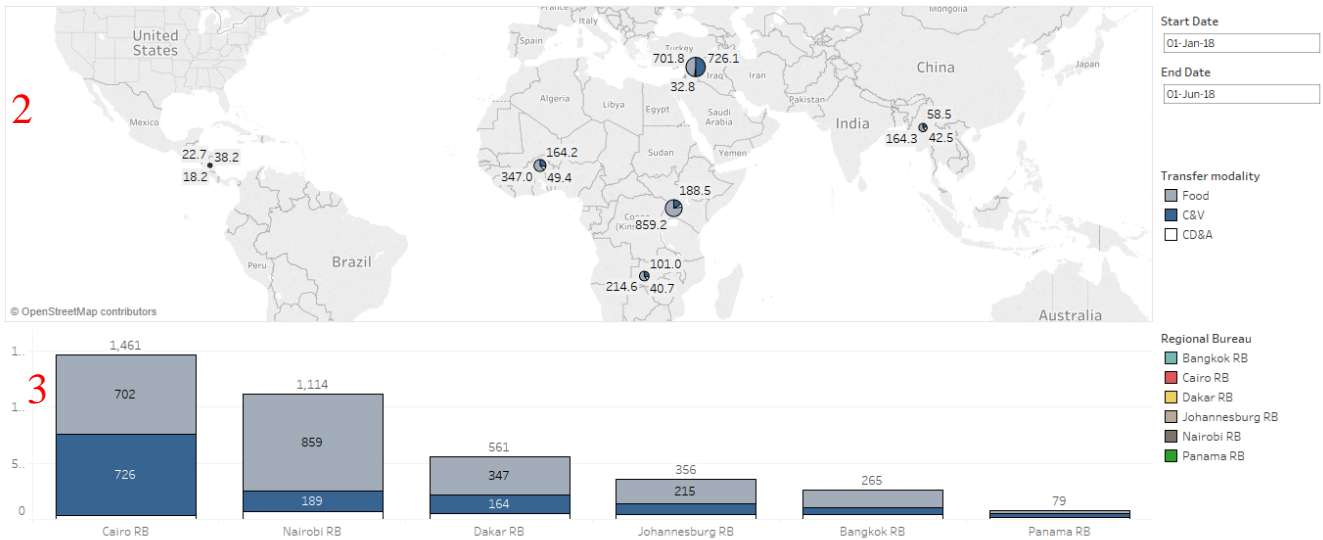 France
Mongolia
United
States
Italy
Spain
Turkey
701.8
726.1
32.8
Iraq
Iran
China
Japan
2
Algeria
Libya
Egypt
Saudi
Arabia
Pakistan
India
58.5
164.3
42.5
Mexico
22.7
38.2
18.2
164.2
347.0
49.4
Sudan
Yemen
188.5
859.2
Peru
Brazil
101.0
214.6
40.7
Australia
© OpenStreetMap contributors
Start Date
01-Jan-18
End Date
01-Jun-18
Transfer modality
Food
C&V
CD&A
1,461
1,114
561
356
265
79
1..
1..
5..
0
3
702
726
859
189
347
164
215
Cairo RB
Nairobi RB
Dakar RB
Johannesburg RB
Bangkok RB
Panama RB
Regional Bureau
Bangkok RB
Cairo RB
Dakar RB
Johannesburg RB
Nairobi RB
Panama RB